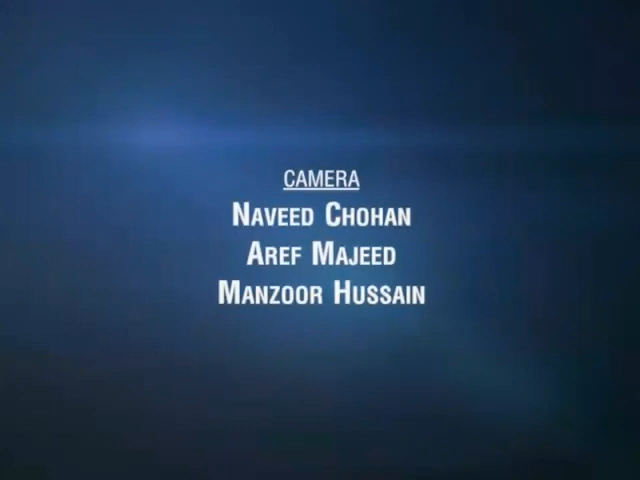 CAMERA
NAVEED CHOHAN
AREF MAJEED
MANZOOR HUSSAIN